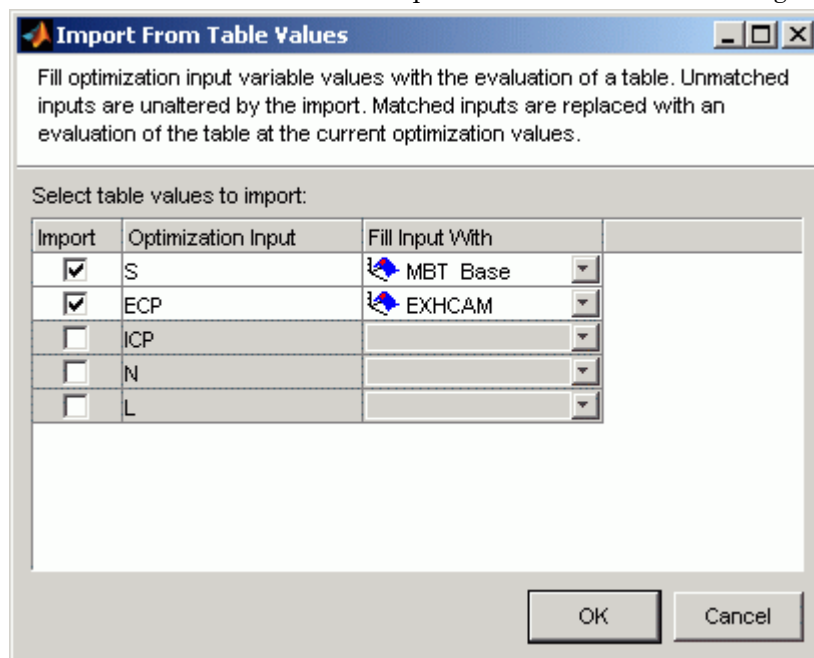 Import From Table Values
Fill optimization input variable values with the evaluation of a table. Unmatched
inputs are unaltered by the import. Matched inputs are replaced with an
evaluation of the table at the current optimization values.
Select table values to import:
Import Optimization Input Fill Input With
S MBT Base
ECP EXHCAM
ICP
N
L
OK Cancel